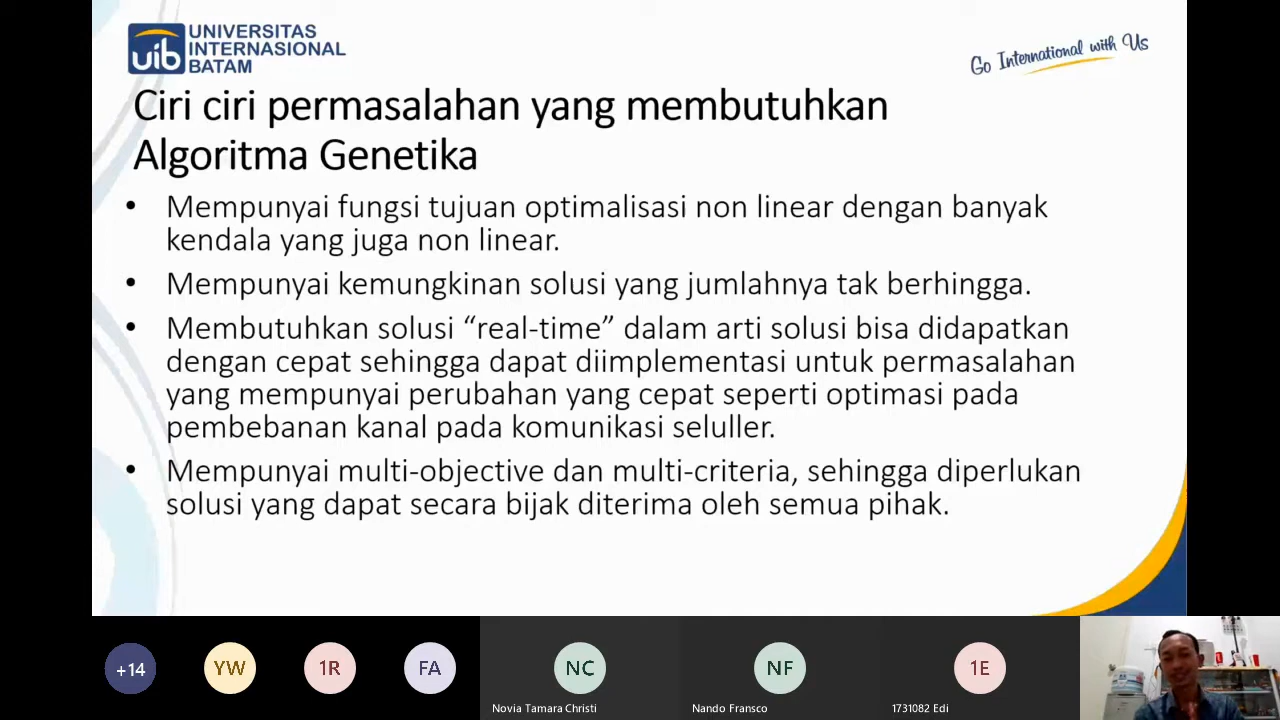 uib
UNIVERSITAS
INTERNASIONAL
BATAM
Go International with Us
Ciri ciri permasalahan yang membutuhkan
Algoritma Genetika
• Mempunyai fungsi tujuan optimalisasi non linear dengan banyak
kendala yang juga non linear.
• Mempunyai kemungkinan solusi yang jumlahnya tak berhingga.
• Membutuhkan solusi “real-time” dalam arti solusi bisa didapatkan
dengan cepat sehingga dapat diimplementasi untuk permasalahan
yang mempunyai perubahan yang cepat seperti optimasi pada
pembebanan kanal pada komunikasi seluller.
• Mempunyai multi-objective dan multi-criteria, sehingga diperlukan
solusi yang dapat secara bijak diterima oleh semua pihak.
+14
YW
1R
FA
NC
NF
1E
Novia Tamara Christi
Nando Fransco
1731082 Edi